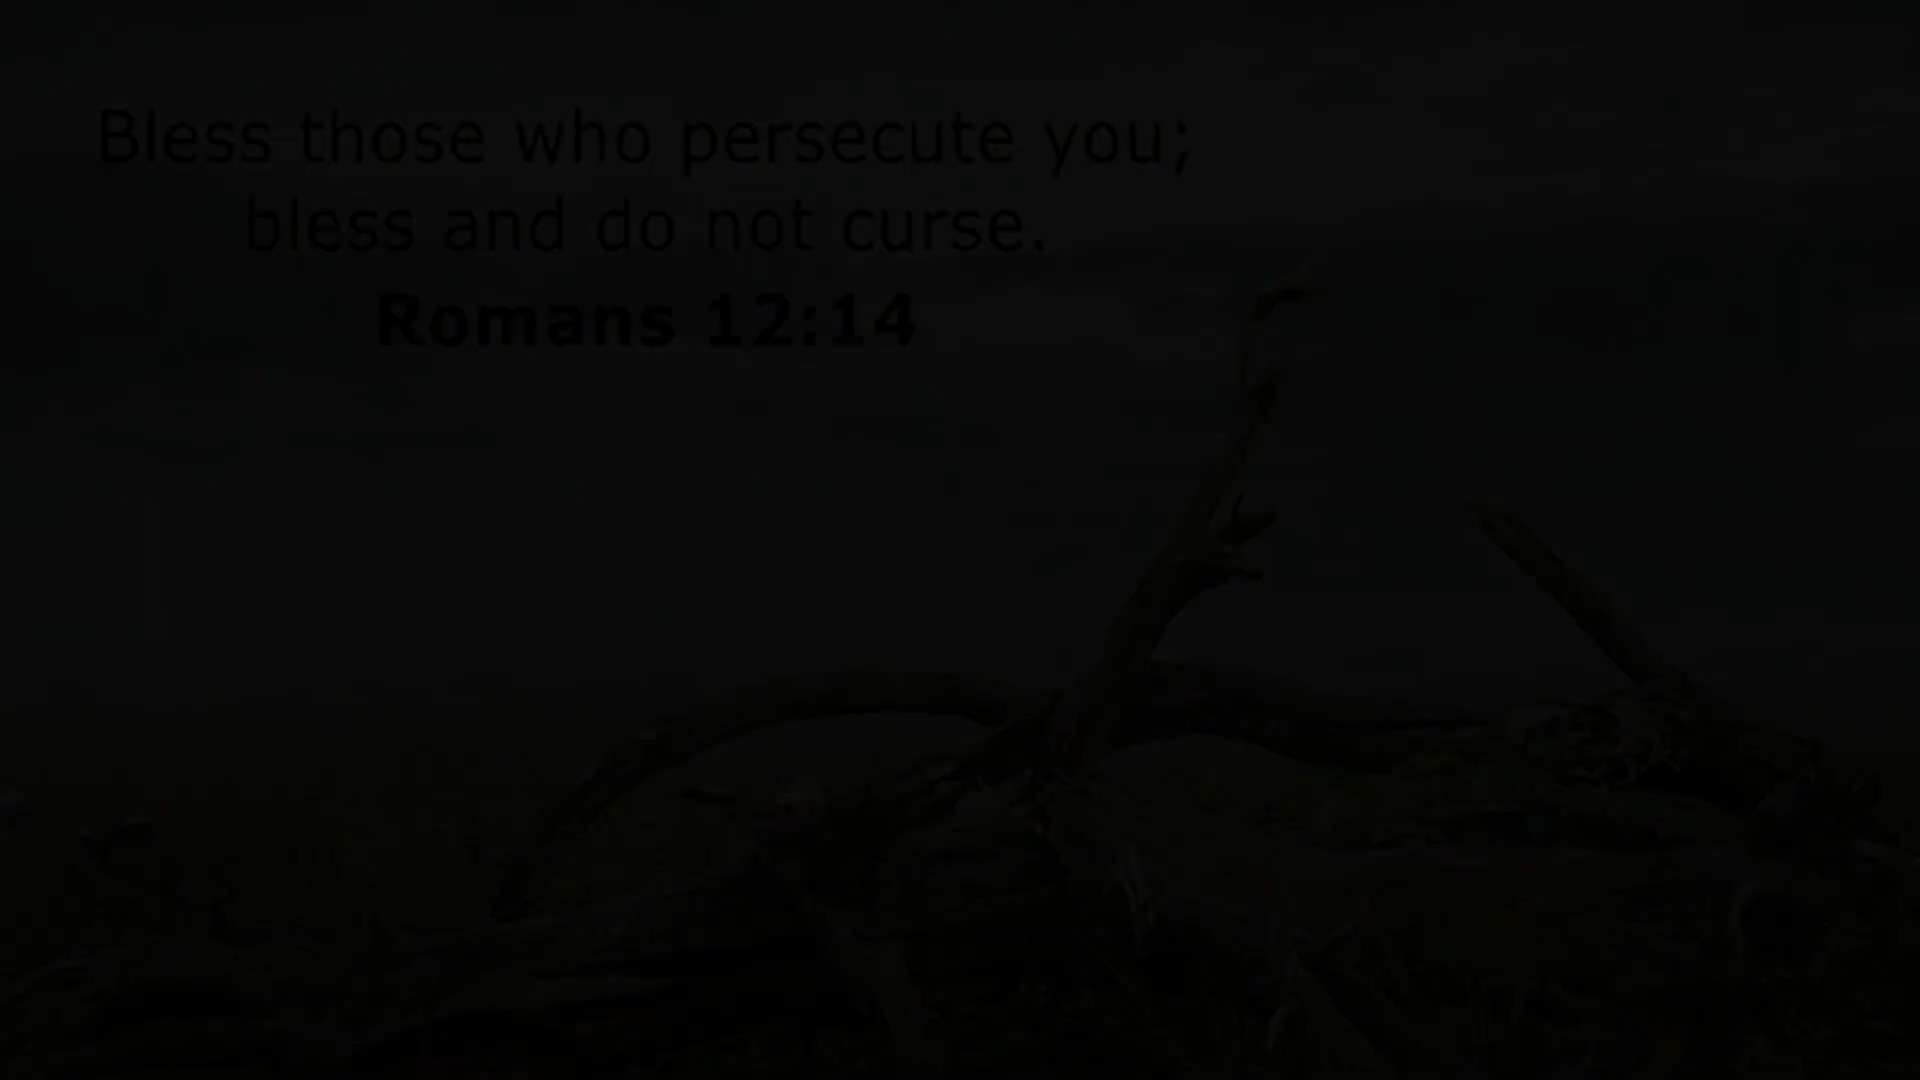 Bless those who persecute you;
bless and do not curse.
Romans 12:14